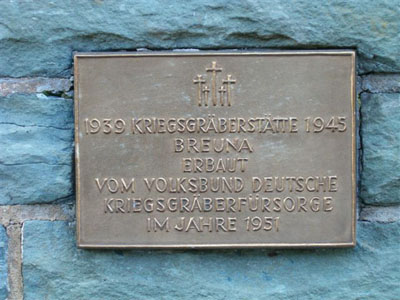 1939 KRIEGSGRÄBERSTÄTTE 1945
BREUNA
ERBAUT
VOM VOLKSBUND DEUTSCHE
KRIEGSGRÄBERFÜRSORGE
IM JAHRE 1951